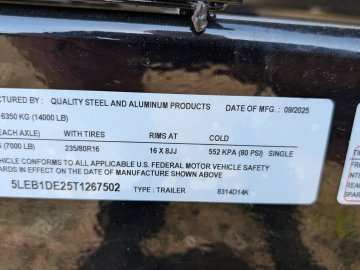 CTURED BY: QUALITY STEEL AND ALUMINUM PRODUCTS DATE OF MFG.: 09/2025
6350 KG (14000 LB)
EACH AXLE) WITH TIRES RIMS AT COLD
(7000 LB) 235/80R16 16 X 8JJ 552 KPA (80 PSI) SINGLE
EHICLE CONFORMS TO ALL APPLICABLE U.S. FEDERAL MOTOR VEHICLE SAFETY
ARDS IN EFFECT ON THE DATE OF MANUFACTURE SHOWN ABOVE
5LEB1DE25T1267502 TYPE: TRAILER 8314D14K